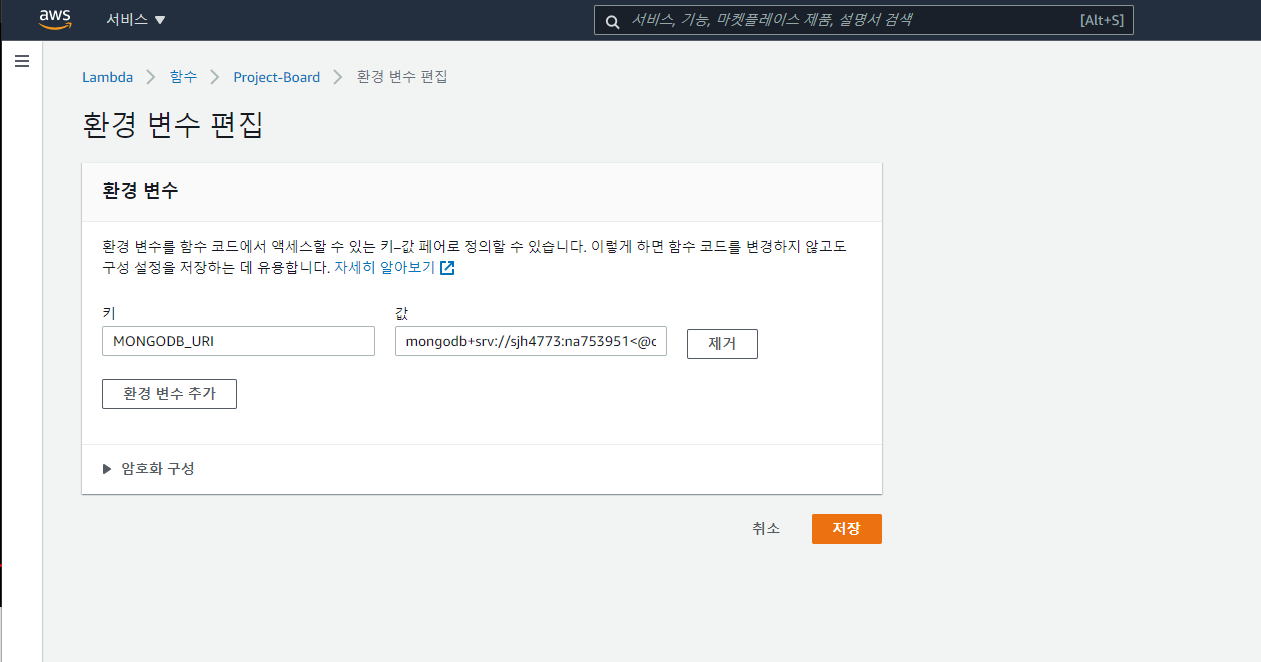 aws 서비스 ▼ 서비스, 기능, 마켓플레이스 제품, 설명서 검색 [Alt+S]
Lambda > 함수 > Project-Board > 환경 변수 편집
환경 변수 편집
환경 변수
환경 변수를 함수 코드에서 액세스할 수 있는 키–값 페어로 정의할 수 있습니다. 이렇게 하면 함수 코드를 변경하지 않고도
구성 설정을 저장하는 데 유용합니다. 자세히 알아보기
키 값
MONGODB_URI mongodb+srv://sjh4773:na753951<@c 제거
환경 변수 추가
▶ 암호화 구성
취소 저장